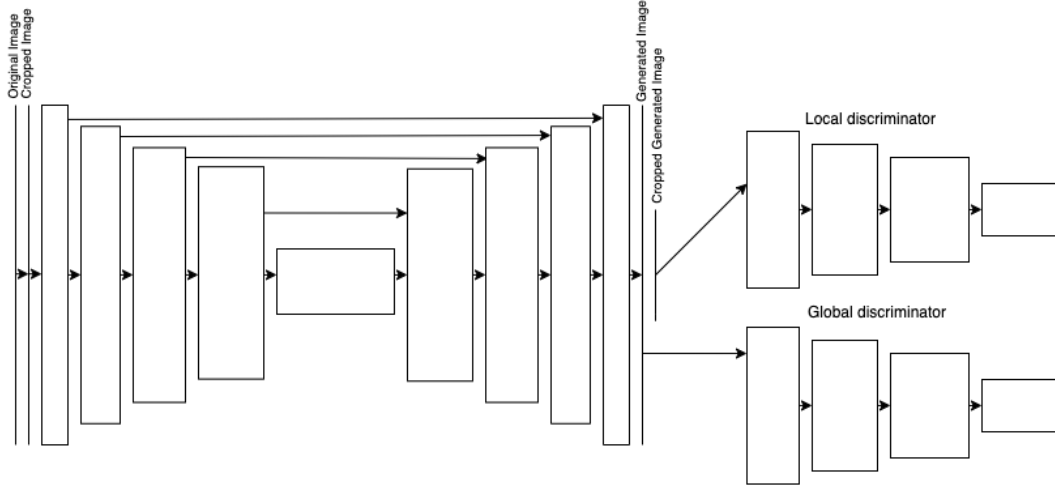 Original Image
Cropped Image
Generated Image
Cropped Generated Image
Local discriminator
Global discriminator